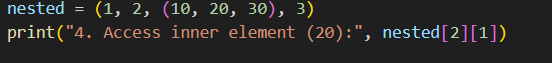 nested = (1, 2, (10, 20, 30), 3)
print("4. Access inner element (20):", nested[2][1])